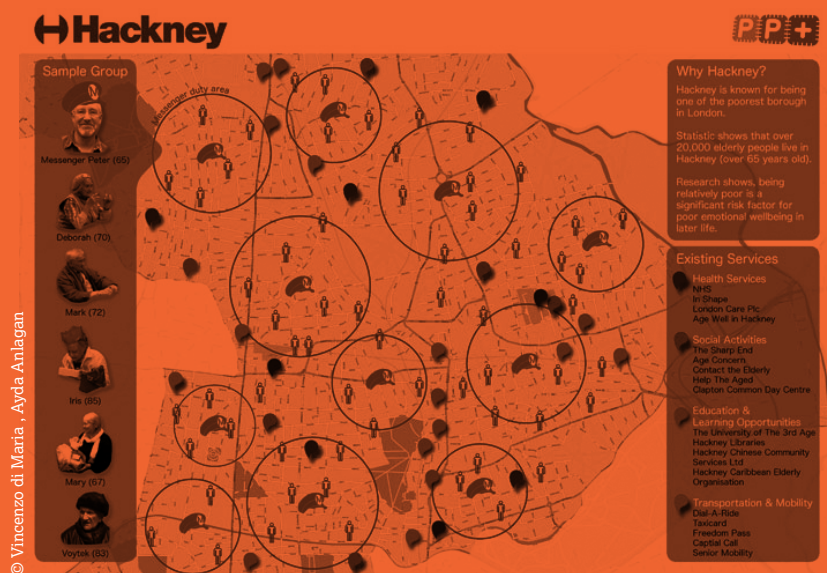 Hackney
P P +
Sample Group
Messenger Peter (65)
Deborah (70)
Mark (72)
Iris (85)
Mary (67)
Voytek (83)
Messenger duty area
Why Hackney?
Hackney is known for being
one of the poorest borough
in London.
Statistic shows that over
20,000 elderly people live in
Hackney (over 65 years old).
Research shows, being
relatively poor is a
significant risk factor for
poor emotional wellbeing in
later life.
Existing Services
Health Services
NHS
In Shape
London Care Plc
Age Well in Hackney
Social Activities
The Sharp End
Age Concern
Contact the Elderly
Help The Aged
Clapton Common Day Centre
Education &
Learning Opportunities
The University of The 3rd Age
Hackney Libraries
Hackney Chinese Community
Services Ltd
Hackney Caribbean Elderly
Organisation
Transportation & Mobility
Dial-A-Ride
Taxicard
Freedom Pass
Captial Call
Senior Mobility
© Vincenzo di Maria , Ayda Anlagan